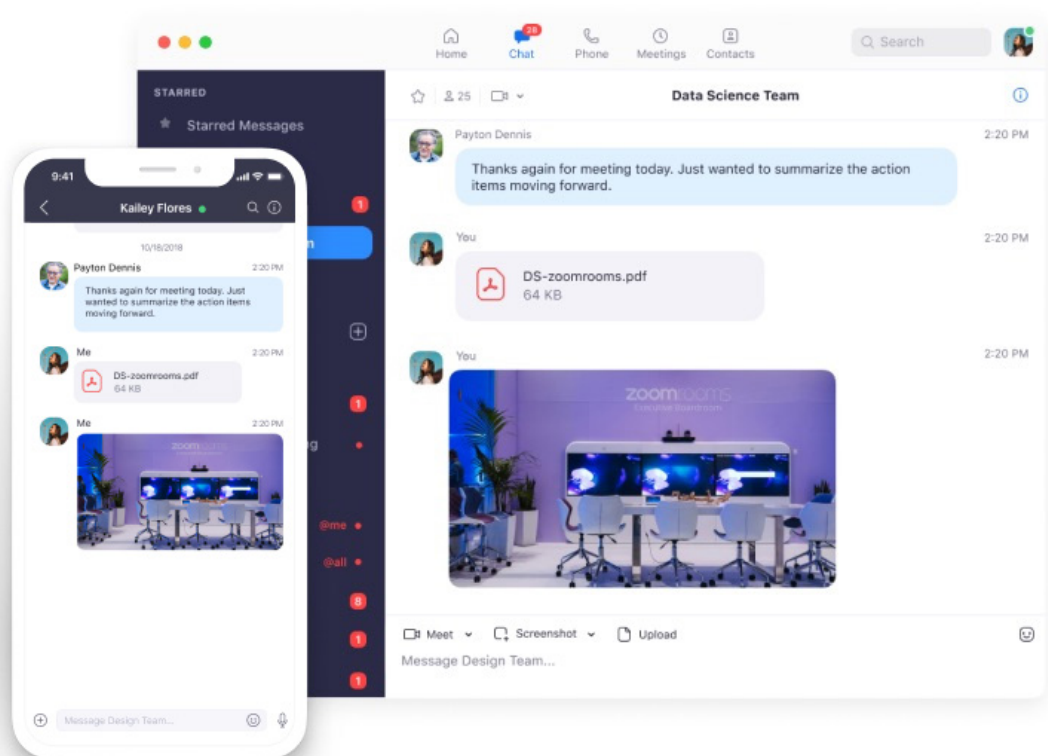 Home
28
Chat
Phone
Meetings
Contacts
Search
STARRED
Starred Messages
1
1
@me
@all
8
1
1
25
Data Science Team
Payton Dennis
2:20 PM
Thanks again for meeting today. Just wanted to summarize the action
items moving forward.
You
2:20 PM
DS-zoomrooms.pdf
64 KB
You
2:20 PM
zoomrooms
Executive Boardroom
Meet
Screenshot
Upload
Message Design Team...
9:41
Kailey Flores
10/18/2018
Payton Dennis
2:20 PM
Thanks again for meeting today. Just
wanted to summarize the action items
moving forward.
Me
2:20 PM
DS-zoomrooms.pdf
64 KB
Me
2:20 PM
zoomrooms
Message Design Team...